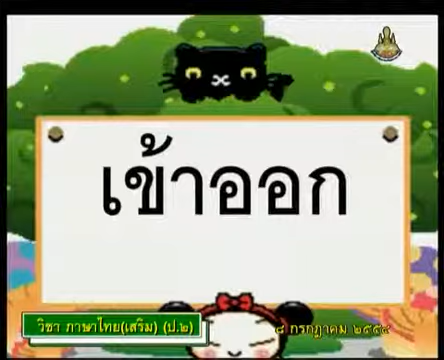 เข้าออก
วิชา ภาษาไทย(เสริม) (ป.๒)
๘ กรกฎาคม ๒๕๕๔